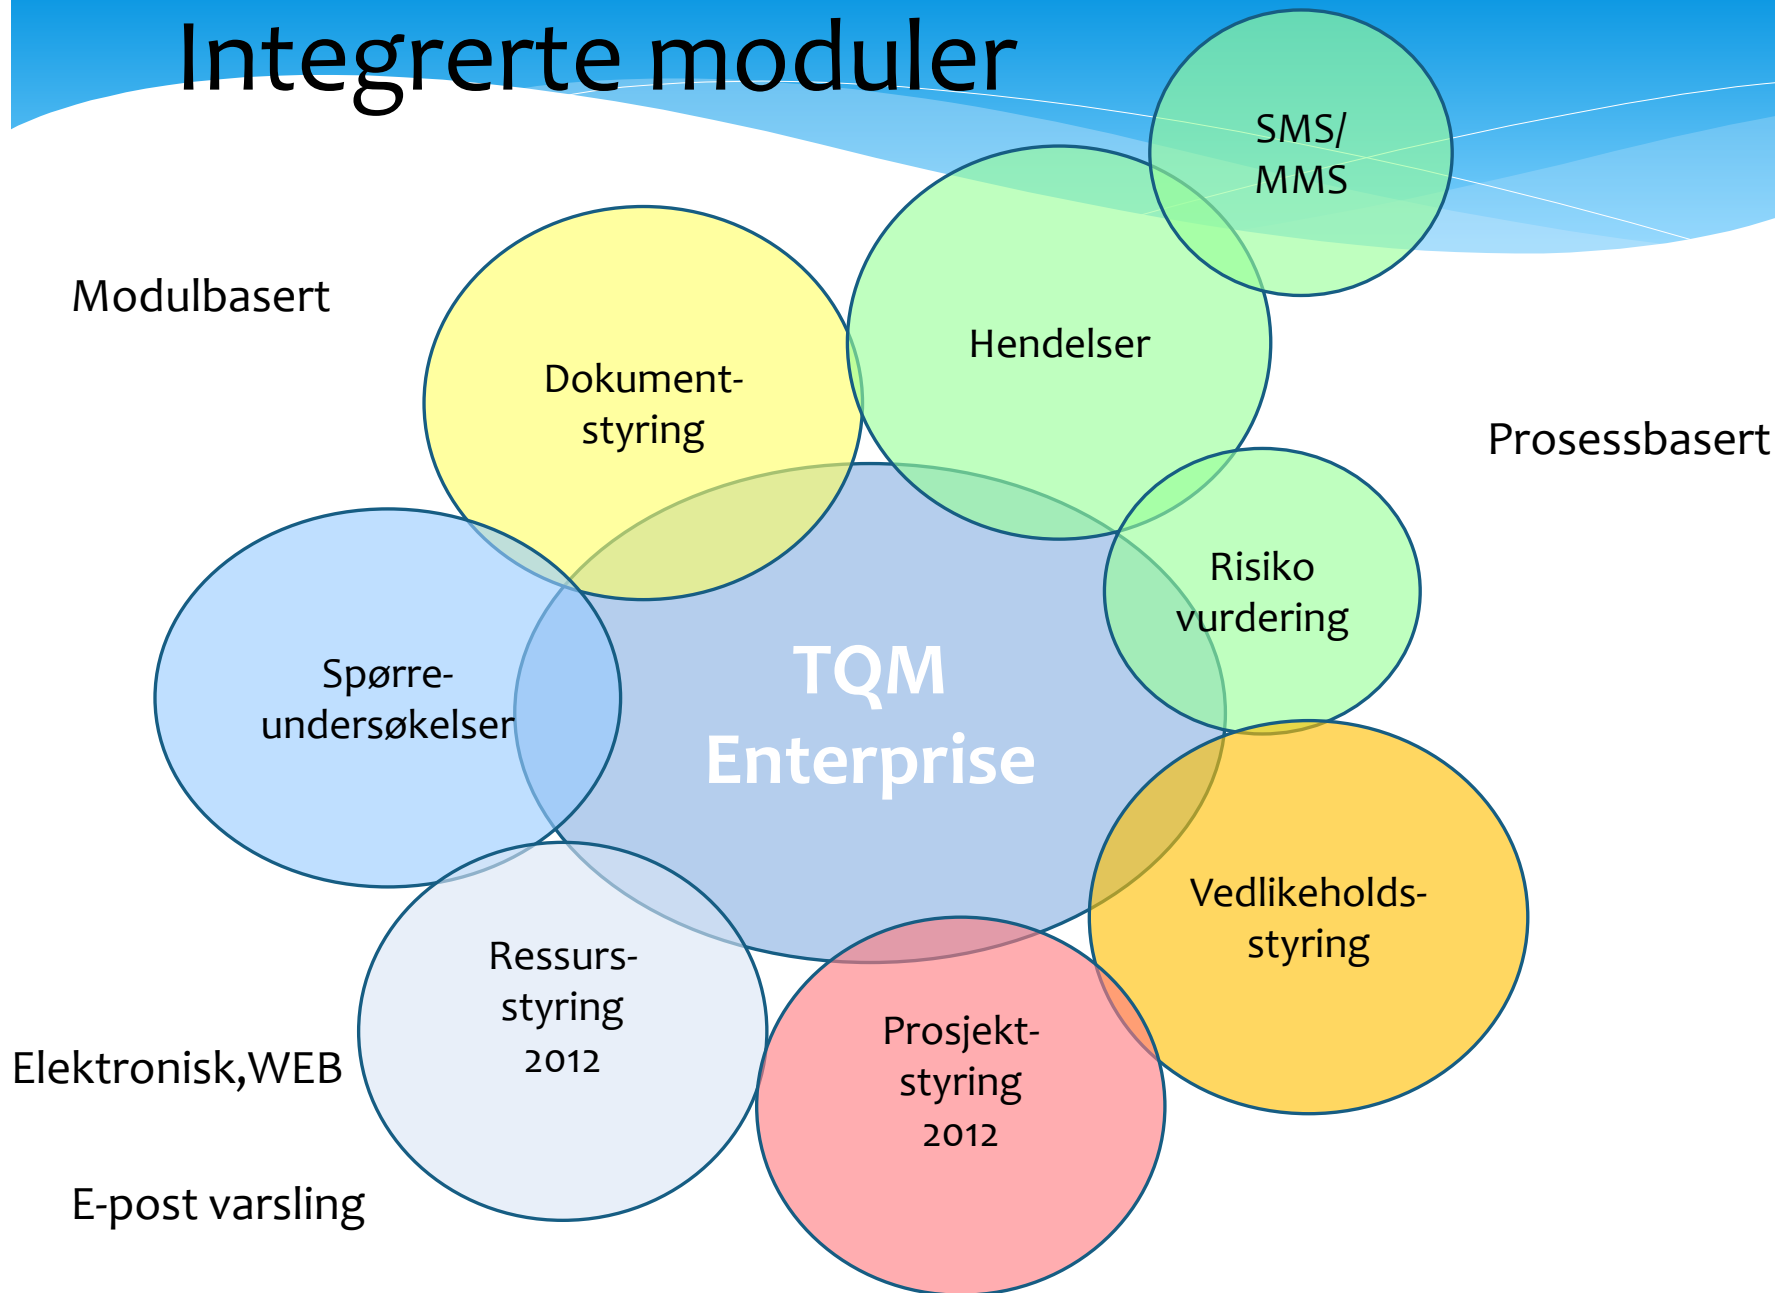 Integrerte moduler
SMS/
MMS
Modulbasert
Hendelser
Dokument-
styring
Prosessbasert
Risiko
vurdering
TQM
Enterprise
Spørre-
undersøkelser
Vedlikeholds-
styring
Ressurs-
styring
2012
Prosjekt-
styring
2012
Elektronisk,WEB
E-post varsling